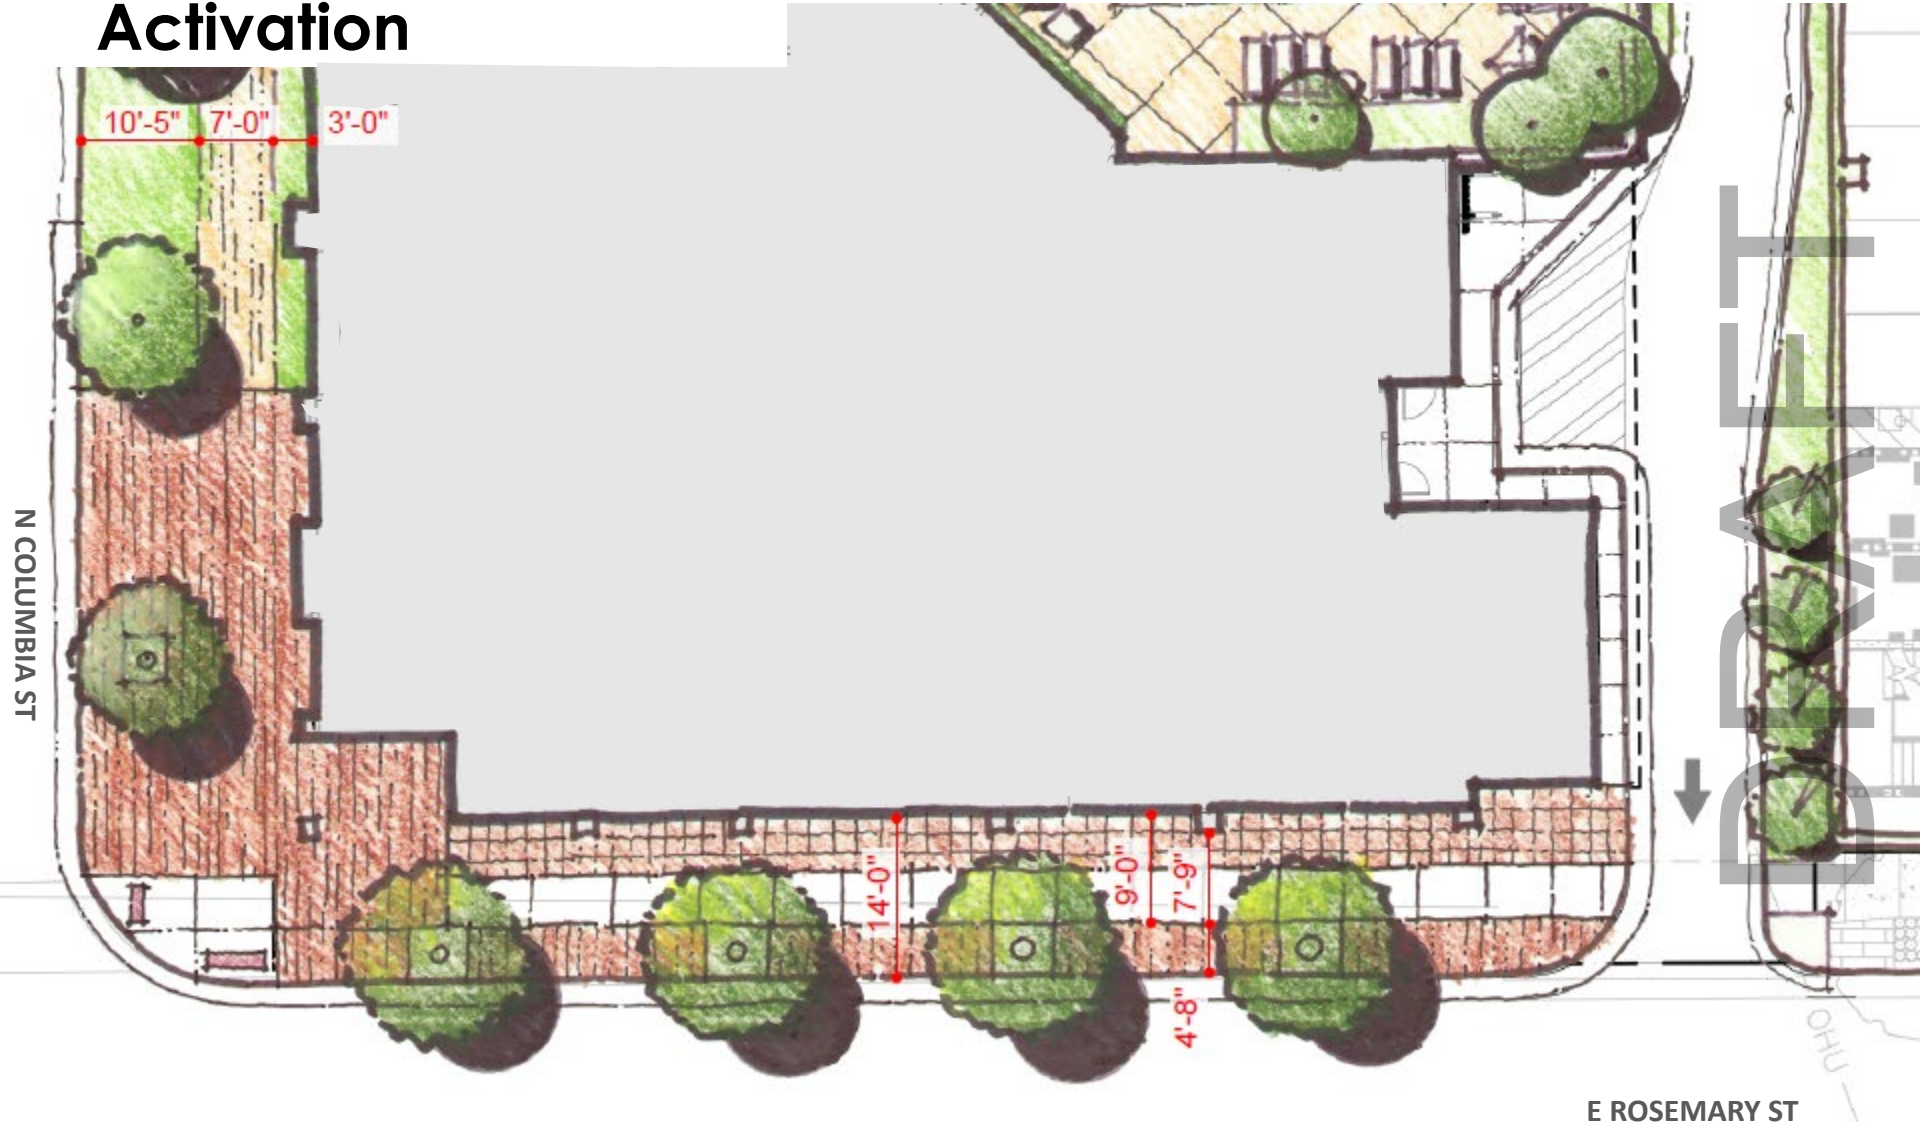 Activation
10'-5" 7'-0" 3'-0"
N COLUMBIA ST
DRAFT
14'-0"
9'-0"
7'-9"
4'-8"
OHU
E ROSEMARY ST